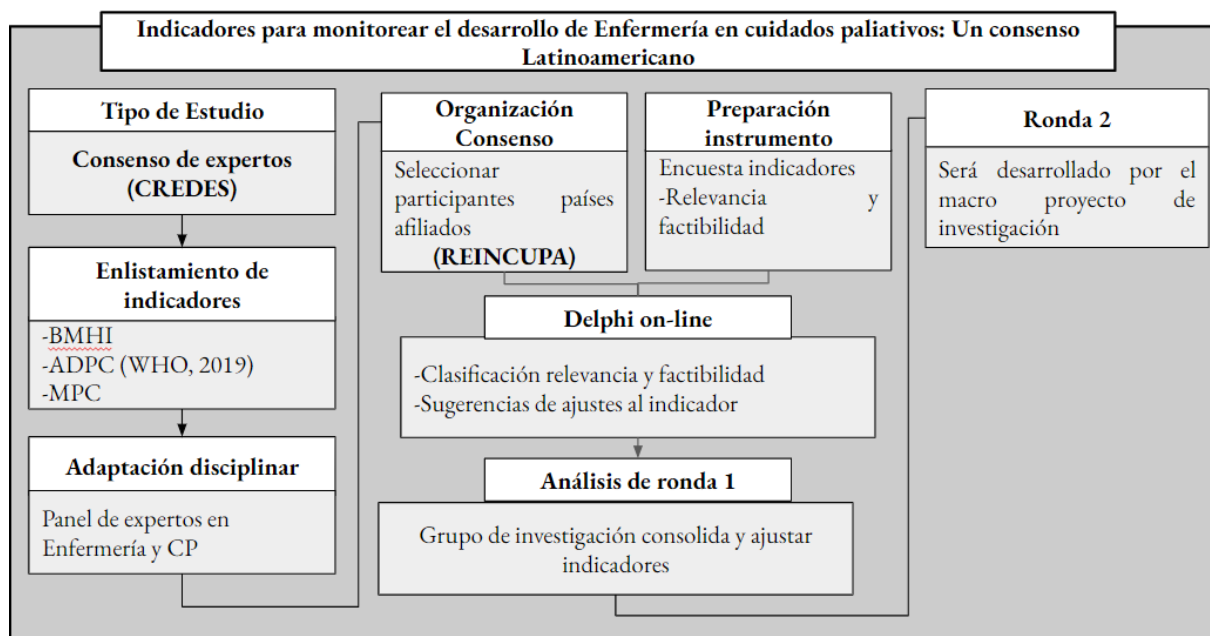 Indicadores para monitorear el desarrollo de Enfermería en cuidados paliativos: Un consenso
Latinoamericano
Tipo de Estudio
Consenso de expertos
(CREDES)
Enlistamiento de
indicadores
-BMHI
-ADPC (WHO, 2019)
-MPC
Adaptación disciplinar
Panel de expertos en
Enfermería y CP
Organización
Consenso
Seleccionar
participantes países
afiliados
(REINCUPA)
Preparación
instrumento
Encuesta indicadores
-Relevancia y
factibilidad
Delphi on-line
-Clasificación relevancia y factibilidad
-Sugerencias de ajustes al indicador
Análisis de ronda 1
Grupo de investigación consolida y ajustar
indicadores
Ronda 2
Será desarrollado por el
macro proyecto de
investigación